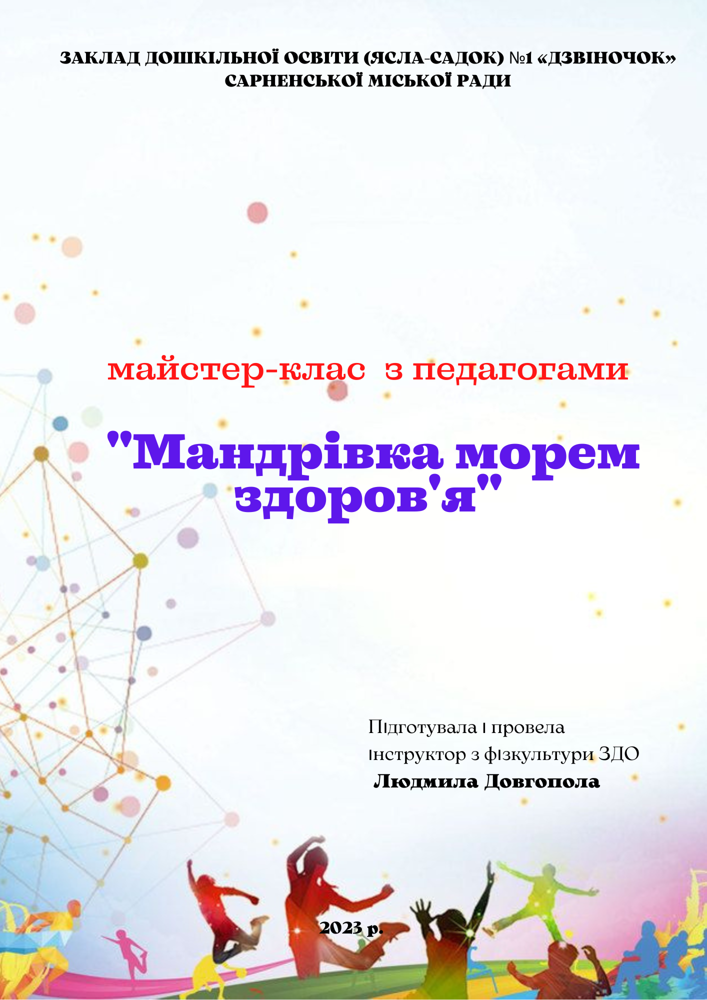 ЗАКЛАД ДОШКІЛЬНОЇ ОСВІТИ (ЯСЛА-САДОК) №1 «ДЗВІНОЧОК»
САРНЕНСЬКОЇ МІСЬКОЇ РАДИ
майстер-клас з педагогами
"Мандрівка морем
здоров'я"
Підготувала і провела
інструктор з фізкультури ЗДО
Людмила Довгопола
2023 р.